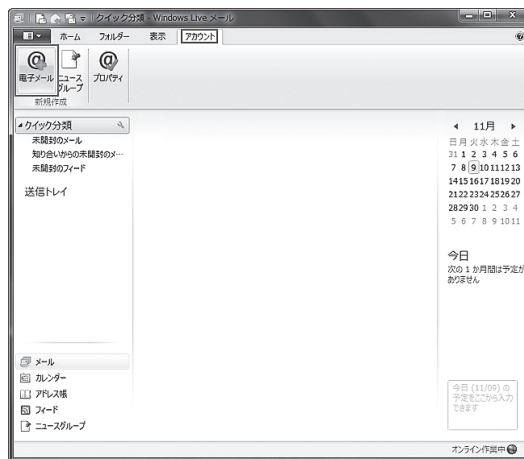 クイック分類 - Windows Live メール
ホーム フォルダー 表示 アカウント
電子メール
ニュース
グループ
プロパティ
新規作成
クイック分類
未開封のメール
知り合いからの未開封のメ…
未開封のフィード
送信トレイ
メール
カレンダー
アドレス帳
フィード
ニュースグループ
11月
日 月 火 水 木 金 土
31 1 2 3 4 5 6
7 8 9 10 11 12 13
14 15 16 17 18 19 20
21 22 23 24 25 26 27
28 29 30 1 2 3 4
5 6 7 8 9 10 11
今日
次の 1 か月間は予定が
ありません
今日 (11/09) の
予定をここから入力
できます
オンライン作業中